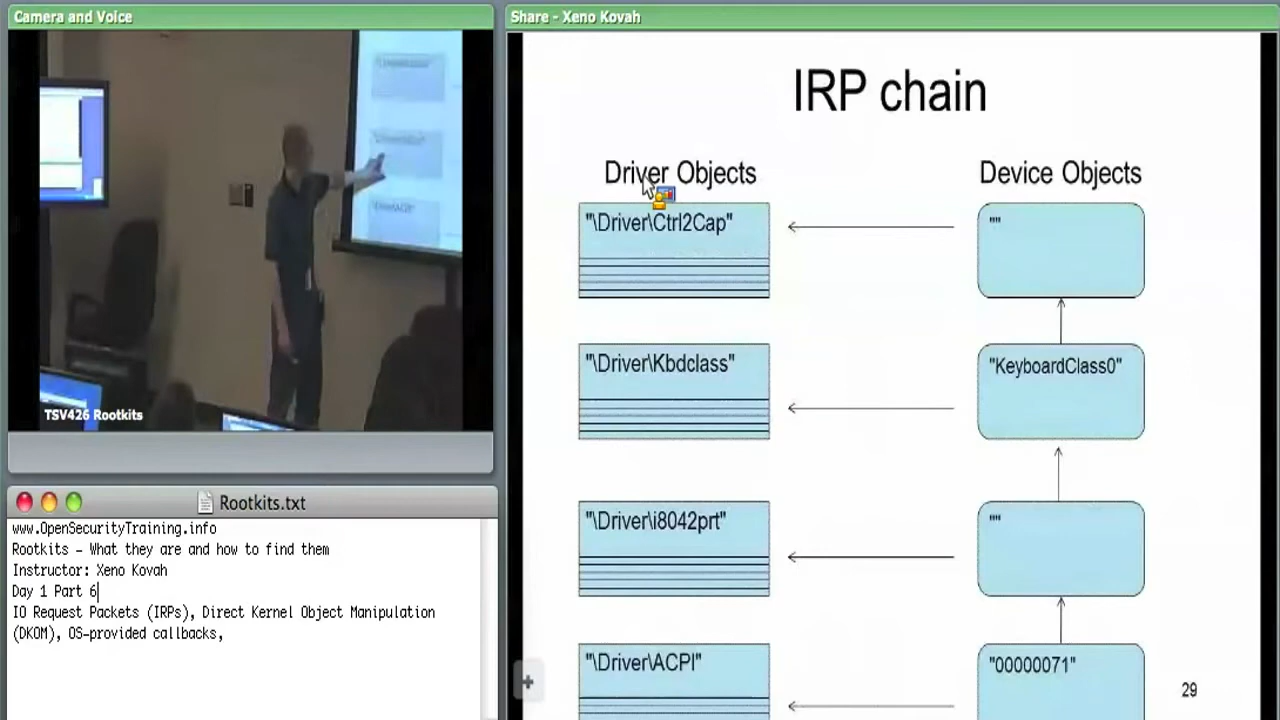 Camera and Voice
TSV426 Rootkits
Rootkits.txt
www.OpenSecurityTraining.info
Rootkits - What they are and how to find them
Instructor: Xeno Kovah
Day 1 Part 6
IO Request Packets (IRPs), Direct Kernel Object Manipulation
(DKOM), OS-provided callbacks,
Share - Xeno Kovah
IRP chain
Driver Objects
Device Objects
"\Driver\Ctrl2Cap"
""
"\Driver\Kbdclass"
"KeyboardClass0"
"\Driver\i8042prt"
""
"\Driver\ACPI"
"00000071"
29